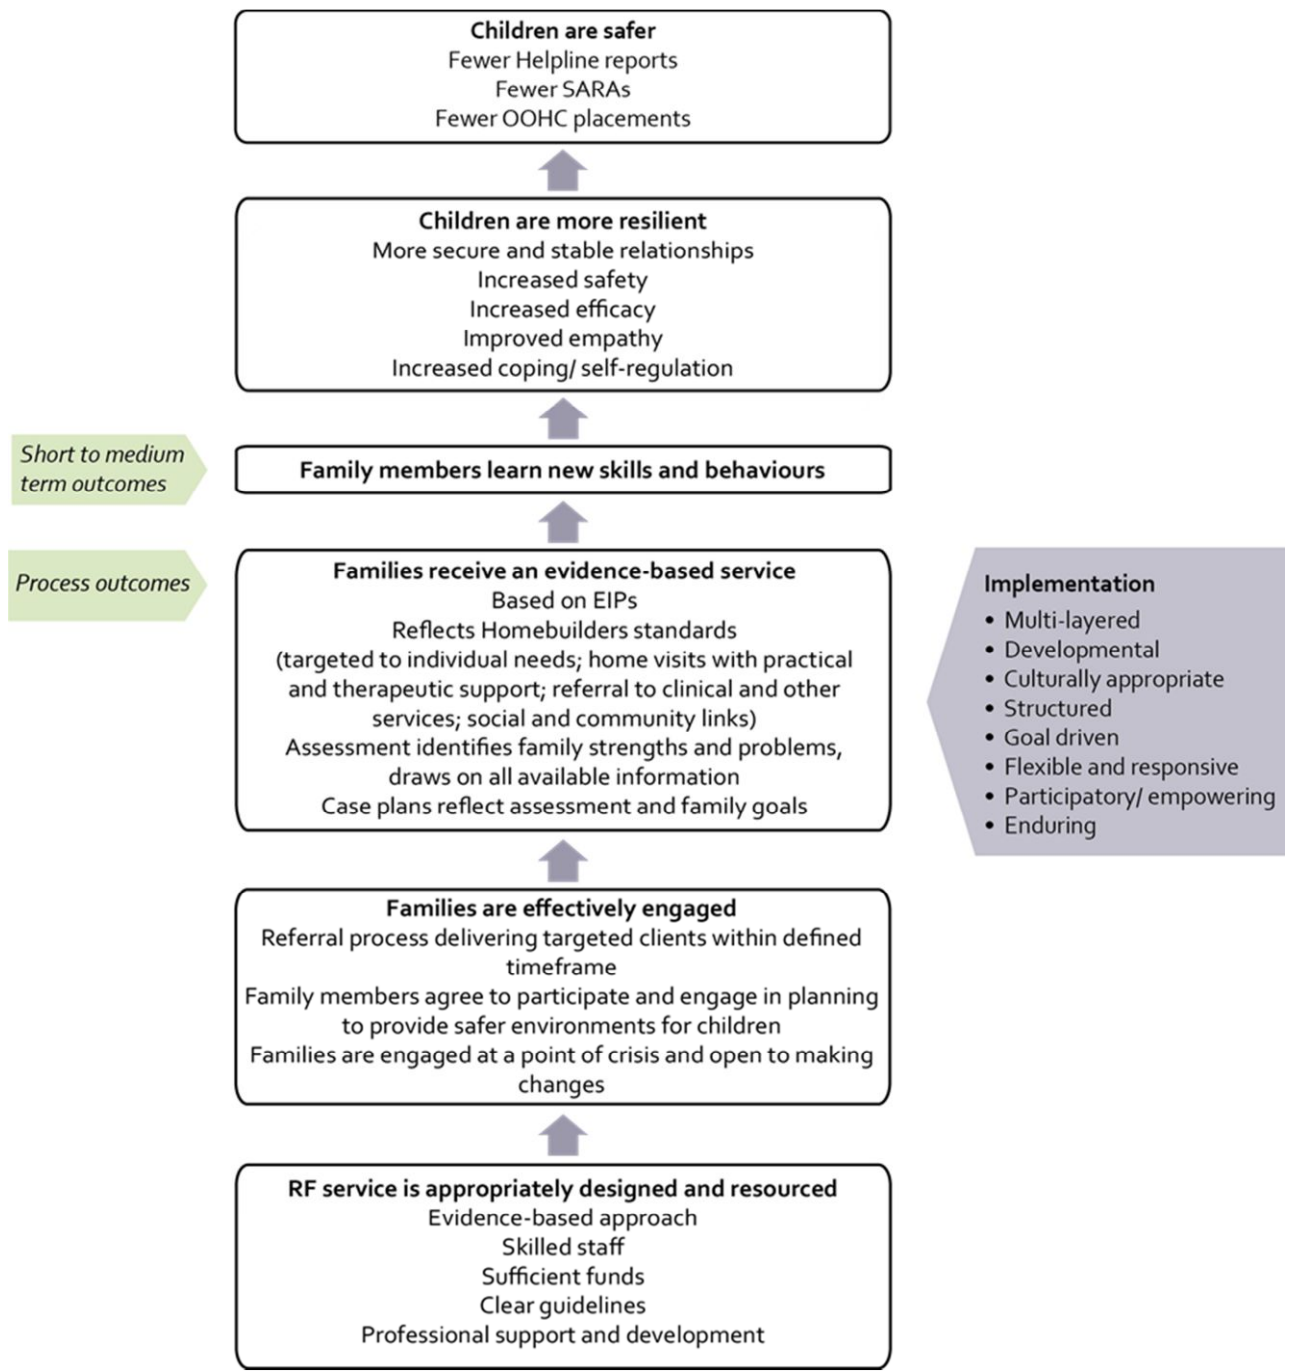 Children are safer
Fewer Helpline reports
Fewer SARAs
Fewer OOHC placements
Children are more resilient
More secure and stable relationships
Increased safety
Increased efficacy
Improved empathy
Increased coping/ self-regulation
Short to medium
term outcomes
Family members learn new skills and behaviours
Process outcomes
Families receive an evidence-based service
Based on EIPs
Reflects Homebuilders standards
(targeted to individual needs; home visits with practical
and therapeutic support; referral to clinical and other
services; social and community links)
Assessment identifies family strengths and problems,
draws on all available information
Case plans reflect assessment and family goals
Implementation
• Multi-layered
• Developmental
• Culturally appropriate
• Structured
• Goal driven
• Flexible and responsive
• Participatory/ empowering
• Enduring
Families are effectively engaged
Referral process delivering targeted clients within defined
timeframe
Family members agree to participate and engage in planning
to provide safer environments for children
Families are engaged at a point of crisis and open to making
changes
RF service is appropriately designed and resourced
Evidence-based approach
Skilled staff
Sufficient funds
Clear guidelines
Professional support and development